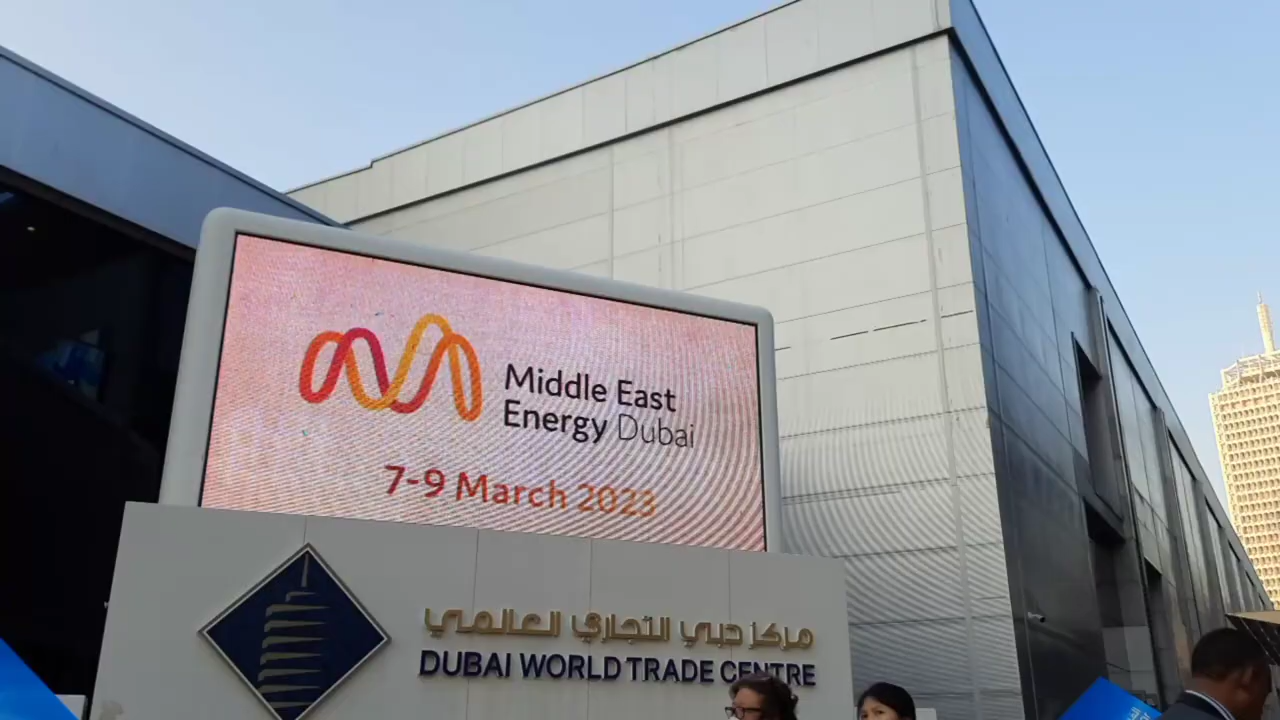 Middle East
Energy Dubai
7-9 March 2023
مركز دبي التجاري العالمي
DUBAI WORLD TRADE CENTRE